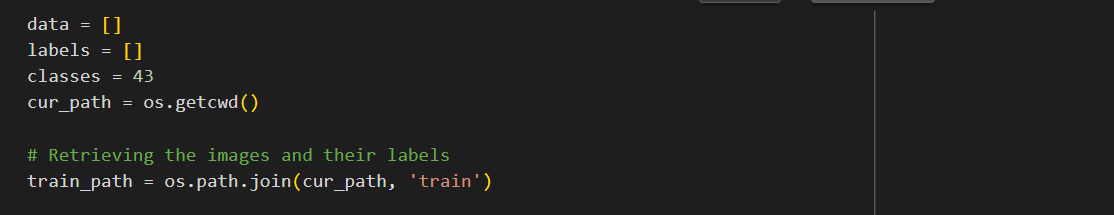 data = []
labels = []
classes = 43
cur_path = os.getcwd()
# Retrieving the images and their labels
train_path = os.path.join(cur_path, 'train')